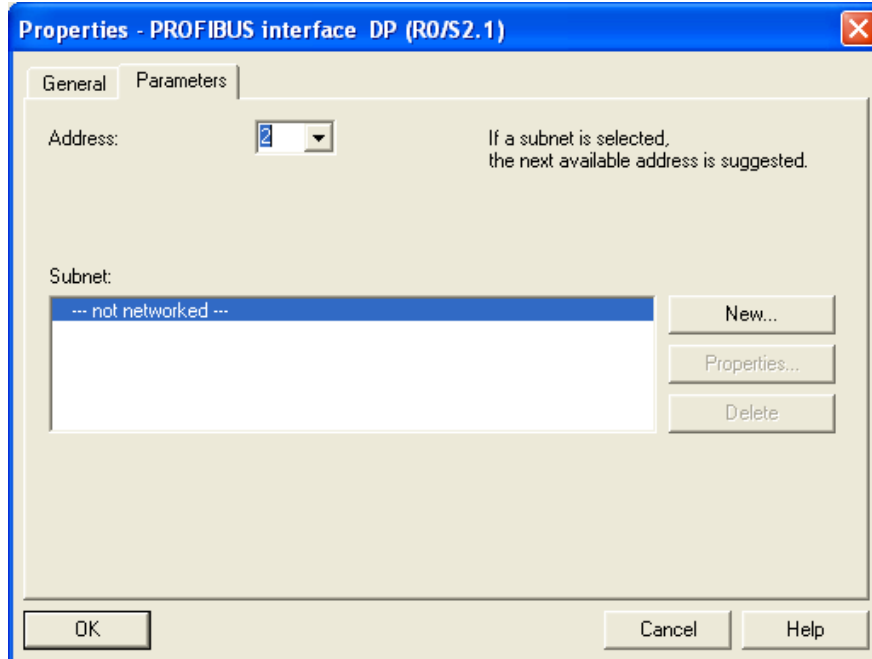 Properties - PROFIBUS interface DP (R0/S2.1)
General Parameters
Address: 2 If a subnet is selected,
the next available address is suggested.
Subnet:
--- not networked ---
New...
Properties...
Delete
OK Cancel Help